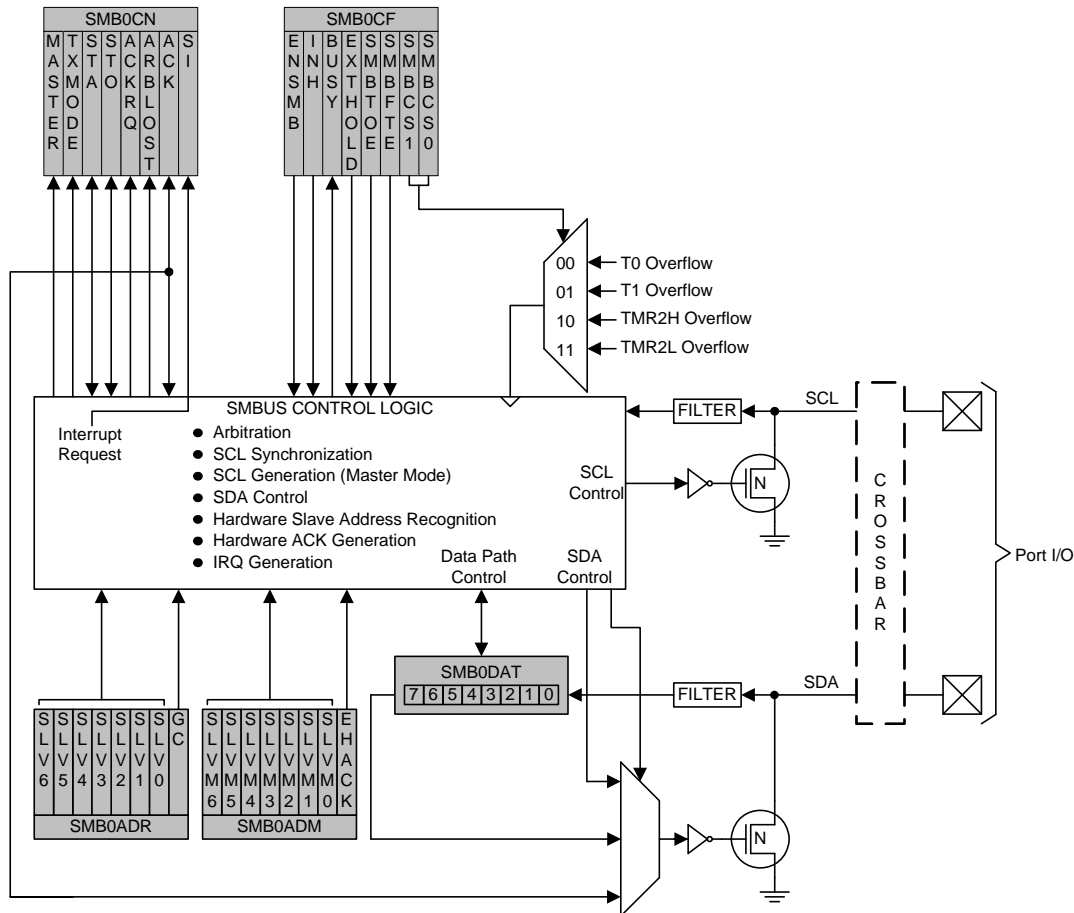 SMB0CN
MASTER
TXMODE
STA
STO
ACKRQ
ARBLOST
ACK
SI
SMB0CF
ENSMB
INH
BUSY
EXTHOLD
SMBTOE
SMBFTE
SMBCS1
SMBCS0
00
01
10
11
T0 Overflow
T1 Overflow
TMR2H Overflow
TMR2L Overflow
SMBUS CONTROL LOGIC
Interrupt
Request
● Arbitration
● SCL Synchronization
● SCL Generation (Master Mode)
● SDA Control
● Hardware Slave Address Recognition
● Hardware ACK Generation
● IRQ Generation
Data Path
Control
SCL
Control
SDA
Control
FILTER
SCL
N
CROSSBAR
Port I/O
SMB0DAT
7 6 5 4 3 2 1 0
FILTER
SDA
N
SLV6
SLV5
SLV4
SLV3
SLV2
SLV1
SLV0
GC
SMB0ADR
SLVM6
SLVM5
SLVM4
SLVM3
SLVM2
SLVM1
SLVM0
EHACK
SMB0ADM